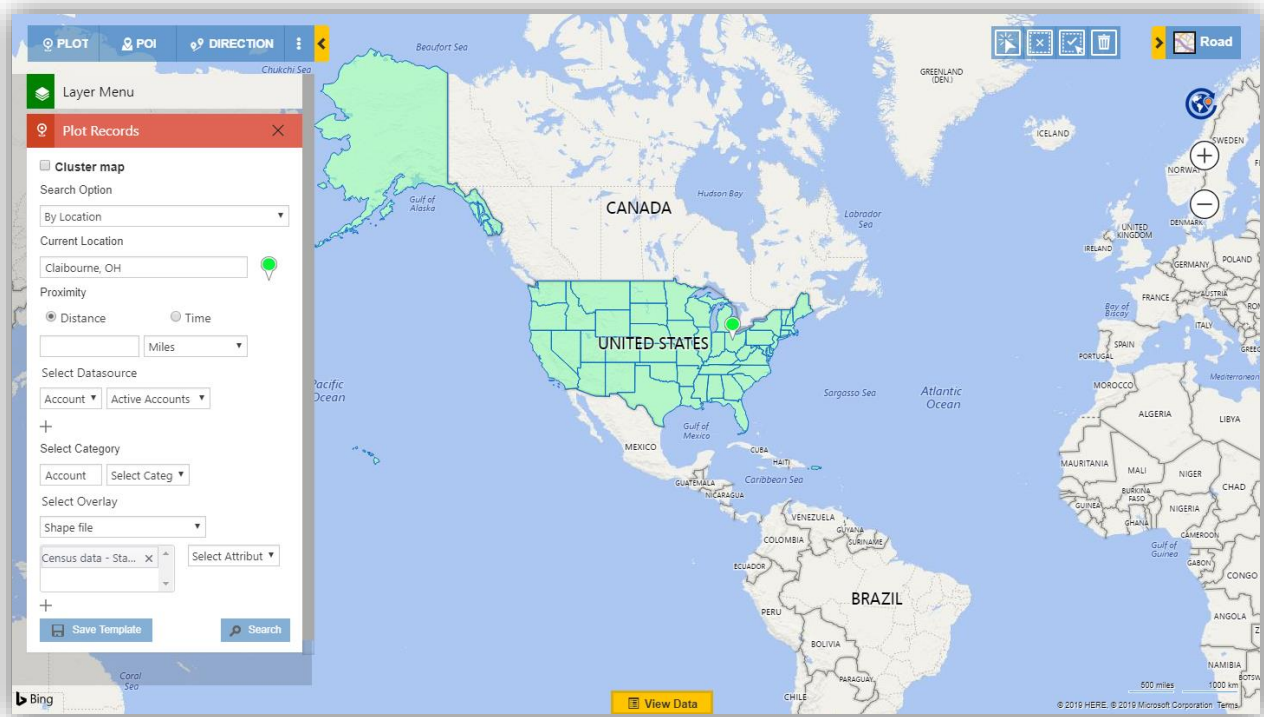 PLOT POI DIRECTION
Road
Layer Menu
Plot Records
Cluster map
Search Option
By Location
Current Location
Claibourne, OH
Proximity
Distance Time
Miles
Select Datasource
Account Active Accounts
Select Category
Account Select Categ
Select Overlay
Shape file
Census data - Sta... Select Attribut
Save Template Search
Bing
View Data
Beaufort Sea
Chukchi Sea
GREENLAND
(DEN.)
ICELAND
SWEDEN
NORWAY
Gulf of
Alaska
Hudson Bay
CANADA
Labrador
Sea
DENMARK
UNITED
KINGDOM
IRELAND
GERMANY
POLAND
FRANCE
AUSTRIA
Bay of
Biscay
ITALY
SPAIN
PORTUGAL
UNITED STATES
Pacific
Ocean
Sargasso Sea
Atlantic
Ocean
Mediterranean
MOROCCO
ALGERIA
LIBYA
Gulf of
Mexico
MEXICO
CUBA
HAITI
GUATEMALA
Caribbean Sea
NICARAGUA
MAURITANIA
MALI
NIGER
CHAD
BURKINA
FASO
GUINEA
NIGERIA
GHANA
CAMEROON
Gulf of
Guinea
GABON
CONGO
ANGOLA
NAMIBIA
BOTSW
VENEZUELA
GUYANA
SURINAME
COLOMBIA
ECUADOR
BRAZIL
PERU
BOLIVIA
PARAGUAY
CHILE
Coral
Sea
500 miles 1000 km
© 2019 HERE, © 2019 Microsoft Corporation Terms